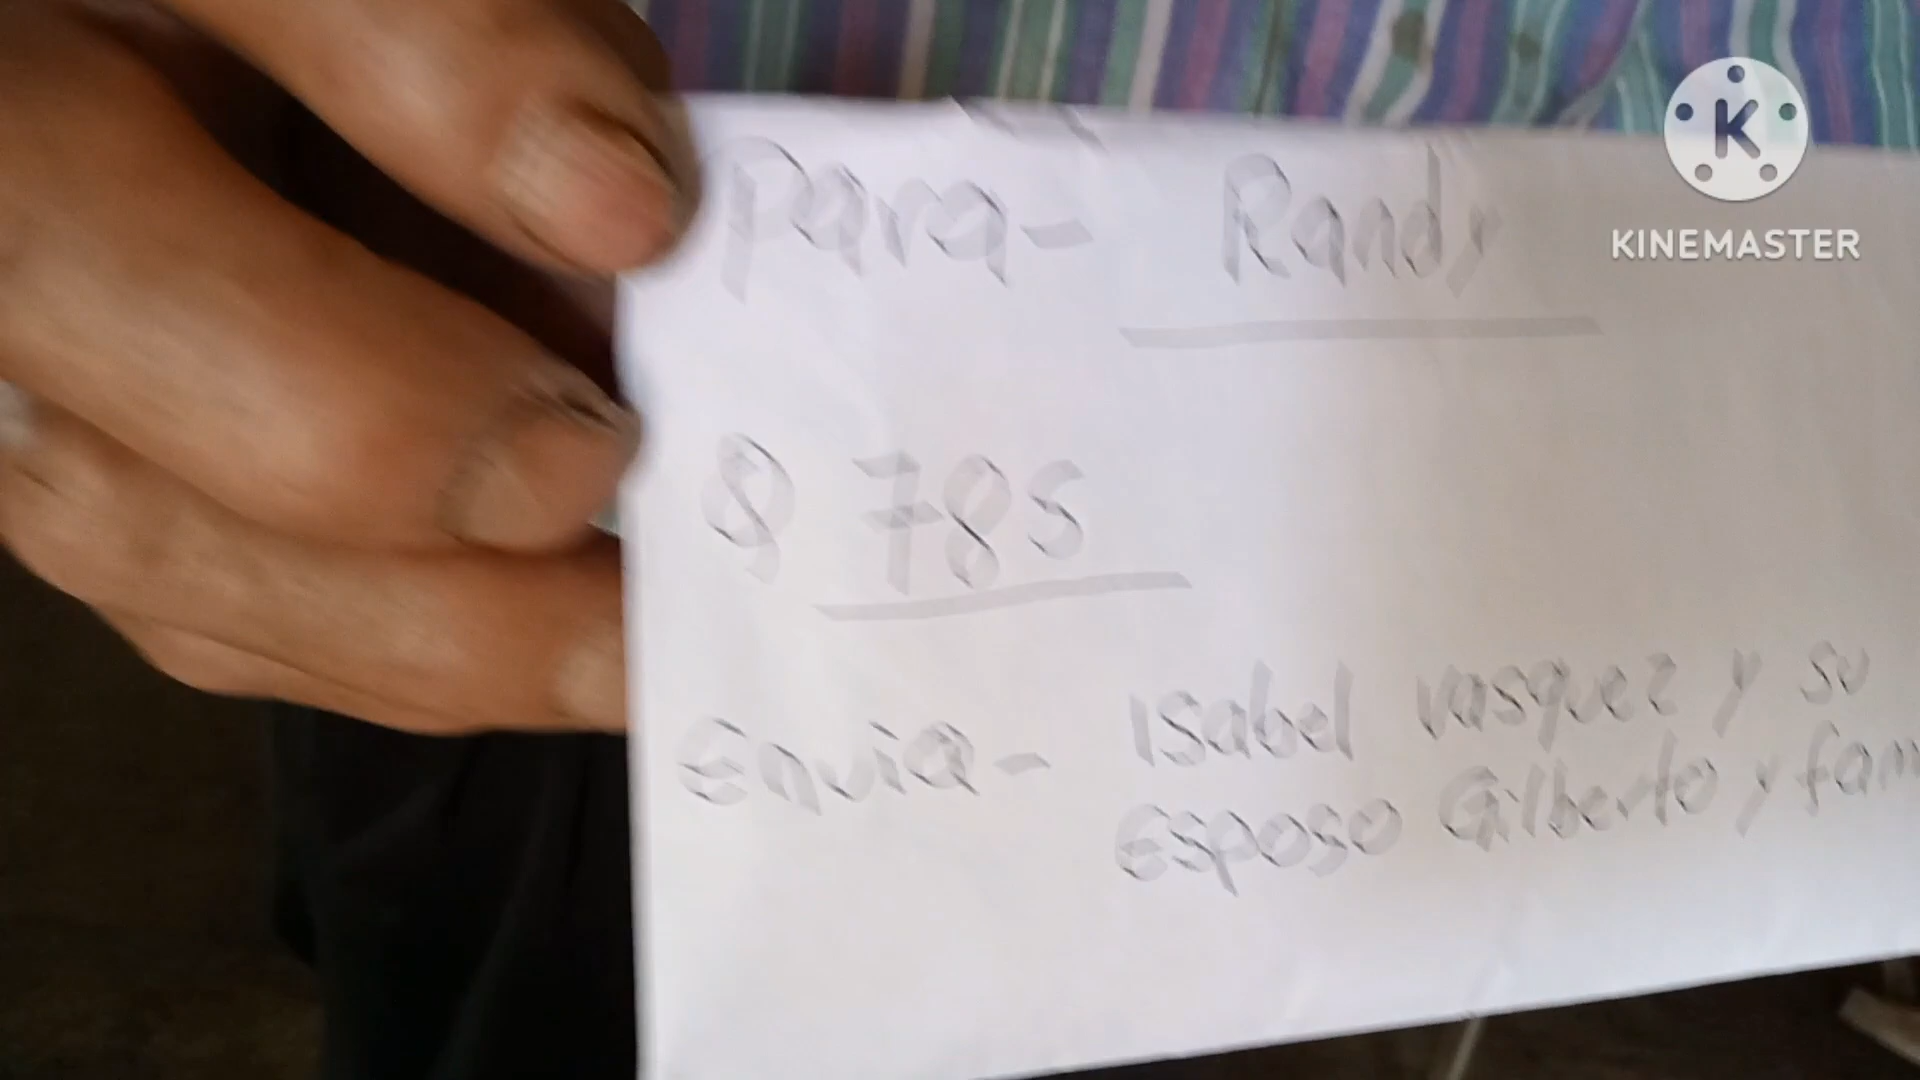 Para- Randy
$ 785
Envia- Isabel Vasquez y su
Esposo Gilberto y fam
KINEMASTER